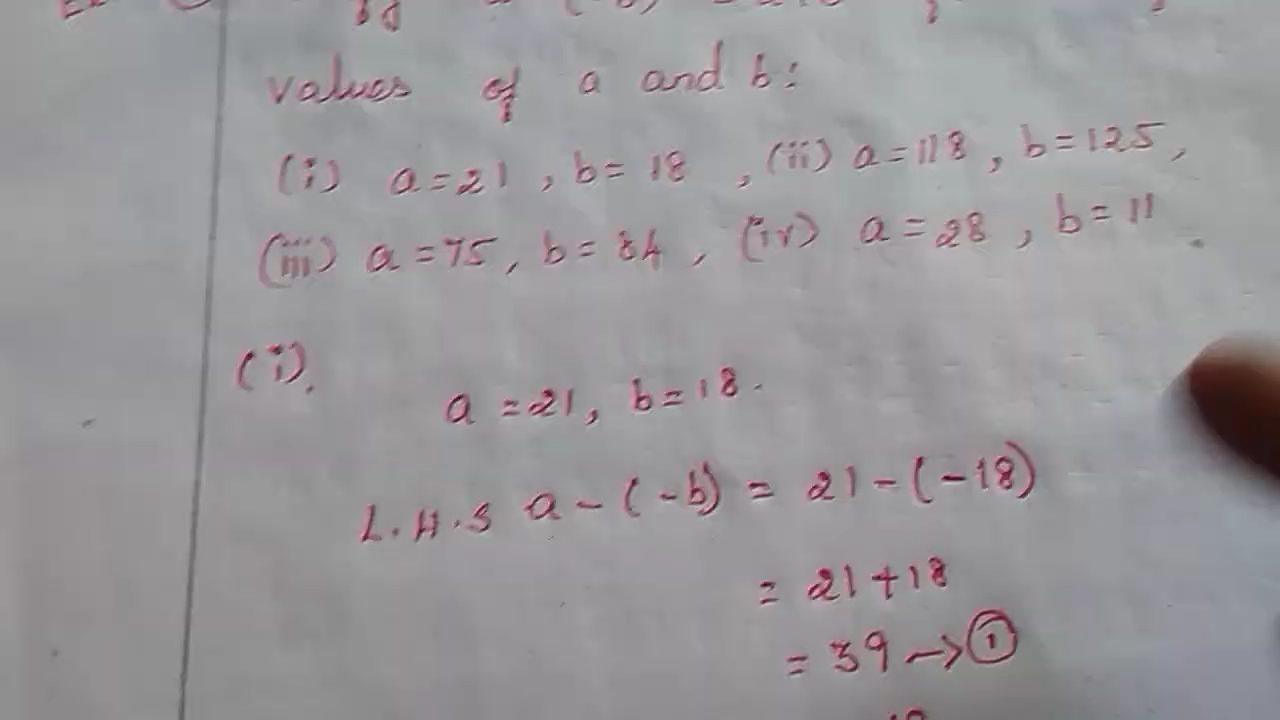 values of a and b:
(i) a=21, b=18, (ii) a=118, b=125,
(iii) a=75, b=84, (iv) a=28, b=11
(i).
a=21, b=18.
L.H.S a-(-b) = 21-(-18)
= 21+18
= 39 → ①